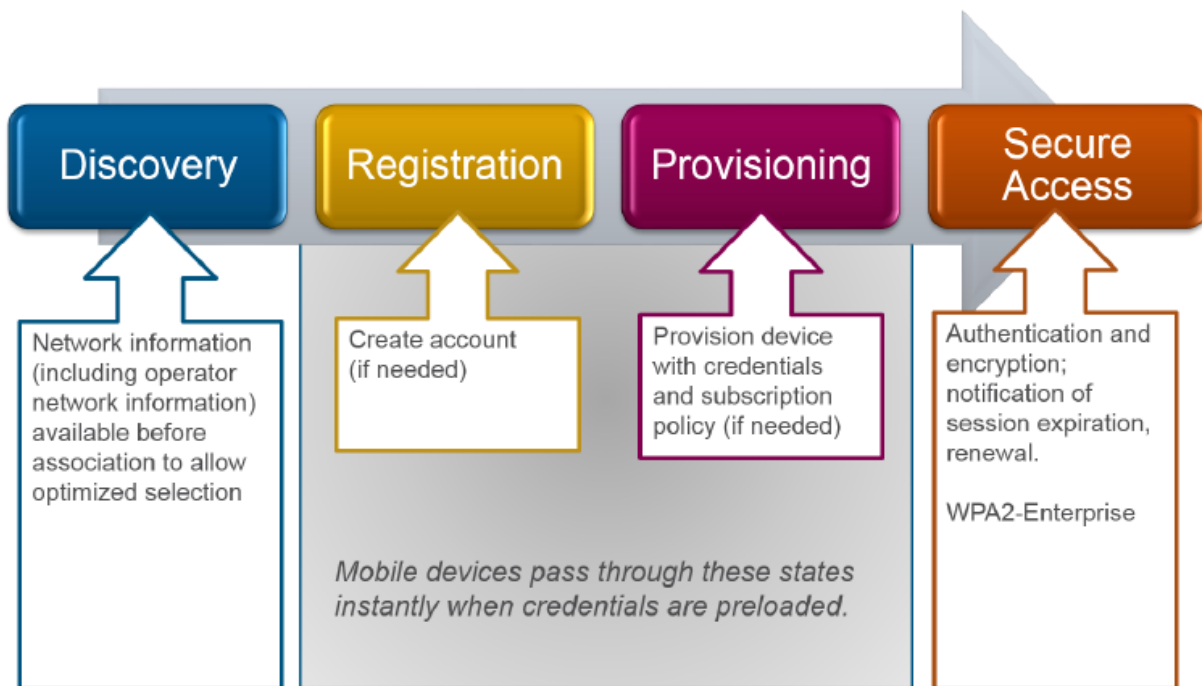 Discovery
Registration
Provisioning
Secure
Access
Network information
(including operator
network information)
available before
association to allow
optimized selection
Create account
(if needed)
Provision device
with credentials
and subscription
policy (if needed)
Authentication and
encryption;
notification of
session expiration,
renewal.
WPA2-Enterprise
Mobile devices pass through these states
instantly when credentials are preloaded.